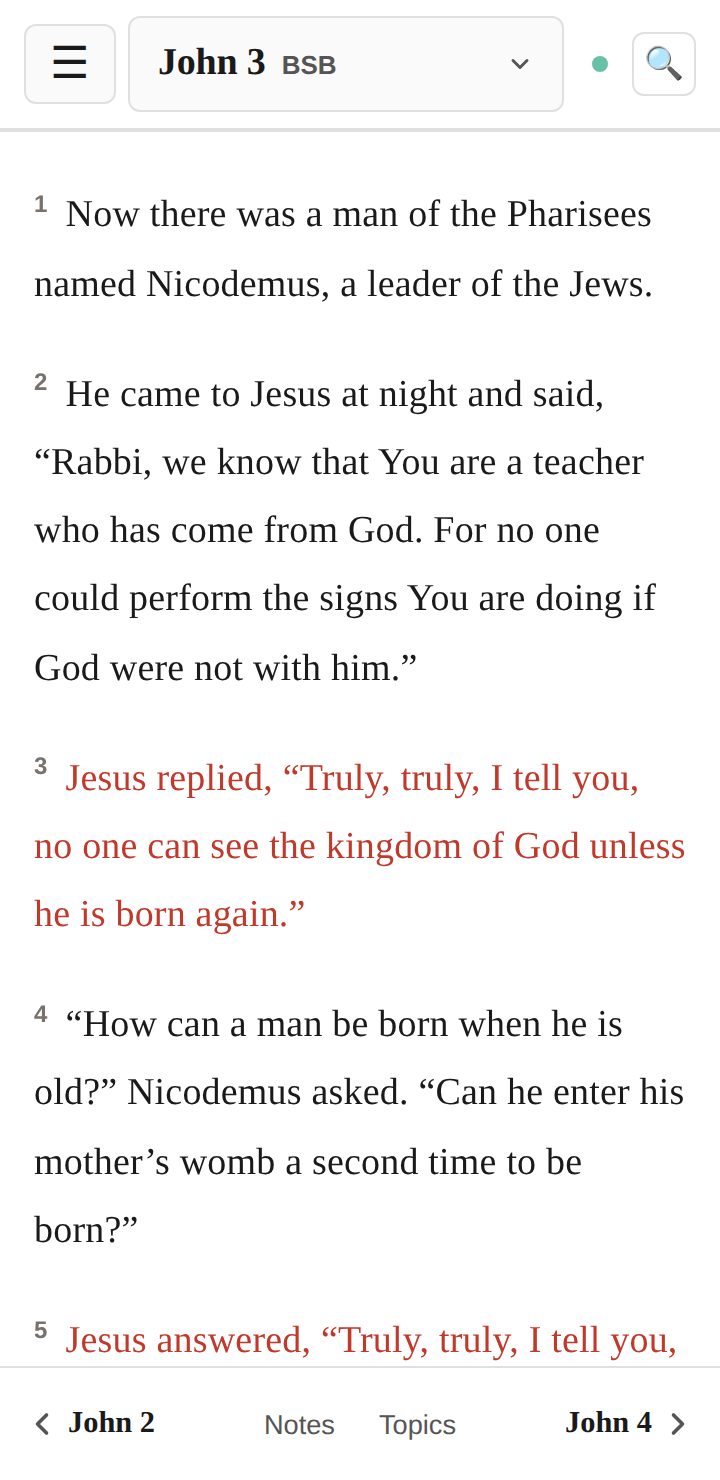 ☰ John 3 BSB 🔍
1 Now there was a man of the Pharisees
named Nicodemus, a leader of the Jews.
2 He came to Jesus at night and said,
“Rabbi, we know that You are a teacher
who has come from God. For no one
could perform the signs You are doing if
God were not with him.”
3 Jesus replied, “Truly, truly, I tell you,
no one can see the kingdom of God unless
he is born again.”
4 “How can a man be born when he is
old?” Nicodemus asked. “Can he enter his
mother’s womb a second time to be
born?”
5 Jesus answered, “Truly, truly, I tell you,
John 2 Notes Topics John 4